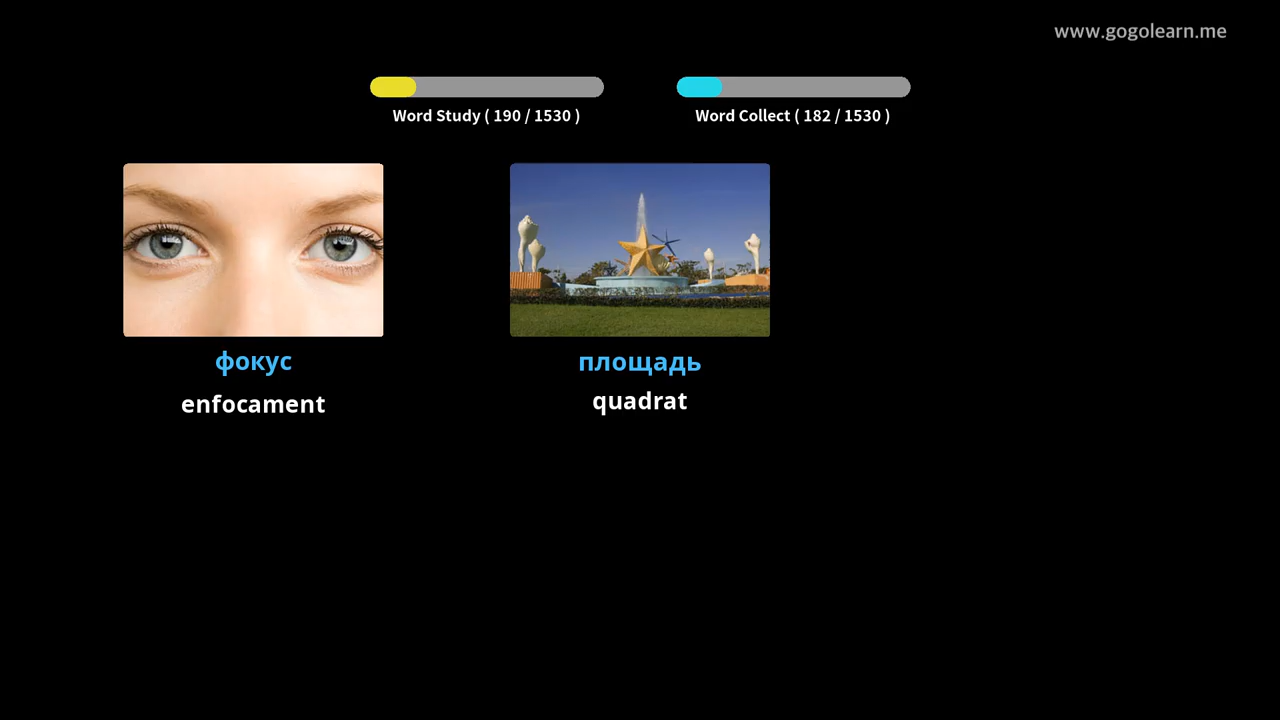 www.gogolearn.me
Word Study ( 190 / 1530 )
Word Collect ( 182 / 1530 )
фокус
enfocament
площадь
quadrat